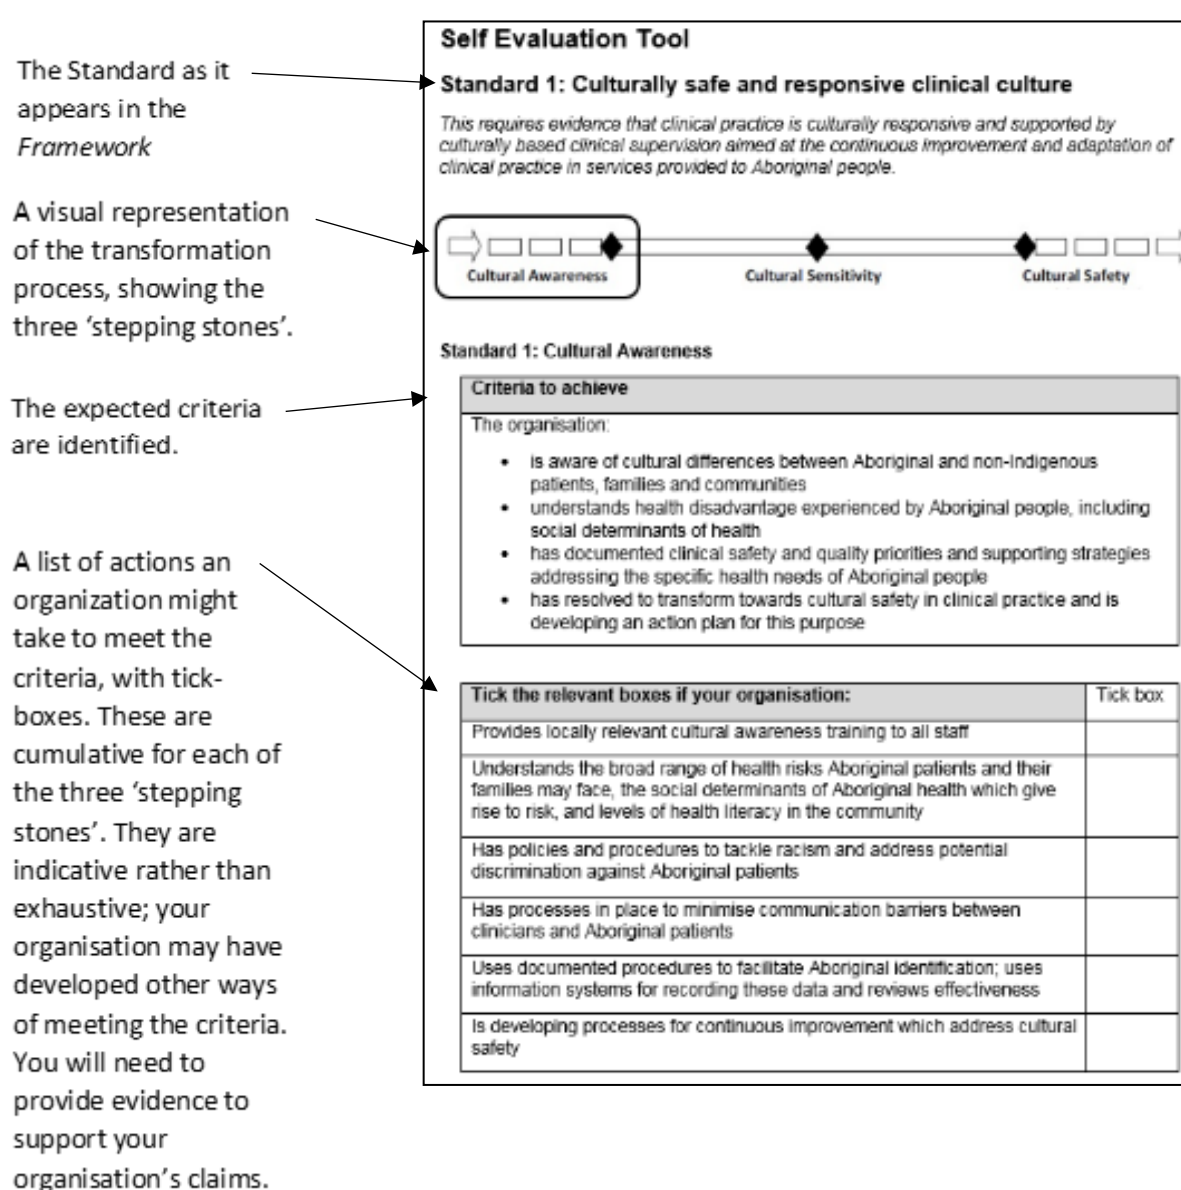 The Standard as it
appears in the
Framework
A visual representation
of the transformation
process, showing the
three ‘stepping stones’.
The expected criteria
are identified.
A list of actions an
organization might
take to meet the
criteria, with tick-
boxes. These are
cumulative for each of
the three ‘stepping
stones’. They are
indicative rather than
exhaustive; your
organisation may have
developed other ways
of meeting the criteria.
You will need to
provide evidence to
support your
organisation’s claims.
Self Evaluation Tool
Standard 1: Culturally safe and responsive clinical culture
This requires evidence that clinical practice is culturally responsive and supported by
culturally based clinical supervision aimed at the continuous improvement and adaptation of
clinical practice in services provided to Aboriginal people.
Cultural Awareness
Cultural Sensitivity
Cultural Safety
Standard 1: Cultural Awareness
Criteria to achieve
The organisation:
• is aware of cultural differences between Aboriginal and non-Indigenous
patients, families and communities
• understands health disadvantage experienced by Aboriginal people, including
social determinants of health
• has documented clinical safety and quality priorities and supporting strategies
addressing the specific health needs of Aboriginal people
• has resolved to transform towards cultural safety in clinical practice and is
developing an action plan for this purpose
Tick the relevant boxes if your organisation:
Tick box
Provides locally relevant cultural awareness training to all staff
Understands the broad range of health risks Aboriginal patients and their
families may face, the social determinants of Aboriginal health which give
rise to risk, and levels of health literacy in the community
Has policies and procedures to tackle racism and address potential
discrimination against Aboriginal patients
Has processes in place to minimise communication barriers between
clinicians and Aboriginal patients
Uses documented procedures to facilitate Aboriginal identification; uses
information systems for recording these data and reviews effectiveness
Is developing processes for continuous improvement which address cultural
safety